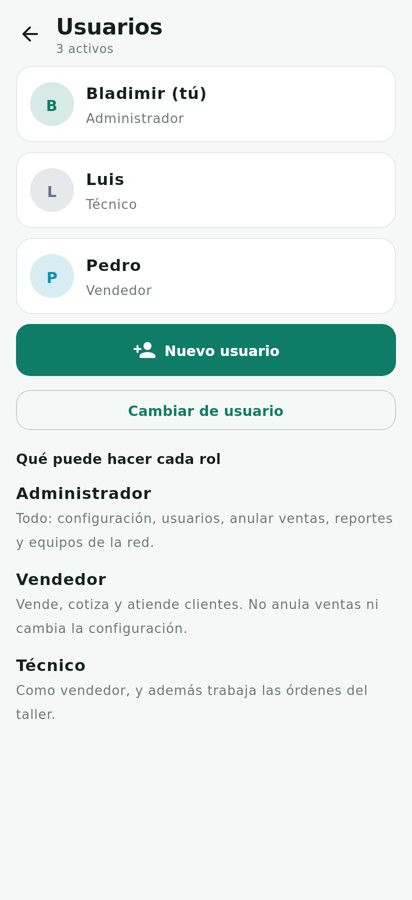 Usuarios
3 activos
B
Bladimir (tú)
Administrador
L
Luis
Técnico
P
Pedro
Vendedor
Nuevo usuario
Cambiar de usuario
Qué puede hacer cada rol
Administrador
Todo: configuración, usuarios, anular ventas, reportes
y equipos de la red.
Vendedor
Vende, cotiza y atiende clientes. No anula ventas ni
cambia la configuración.
Técnico
Como vendedor, y además trabaja las órdenes del
taller.